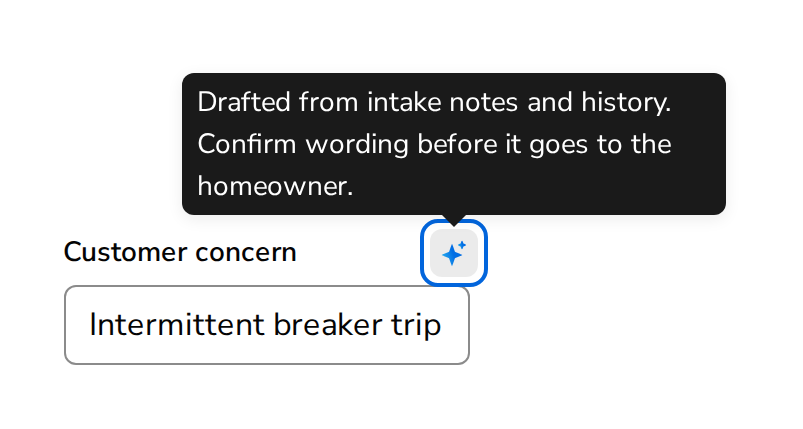 Drafted from intake notes and history.
Confirm wording before it goes to the
homeowner.
Customer concern
Intermittent breaker trip